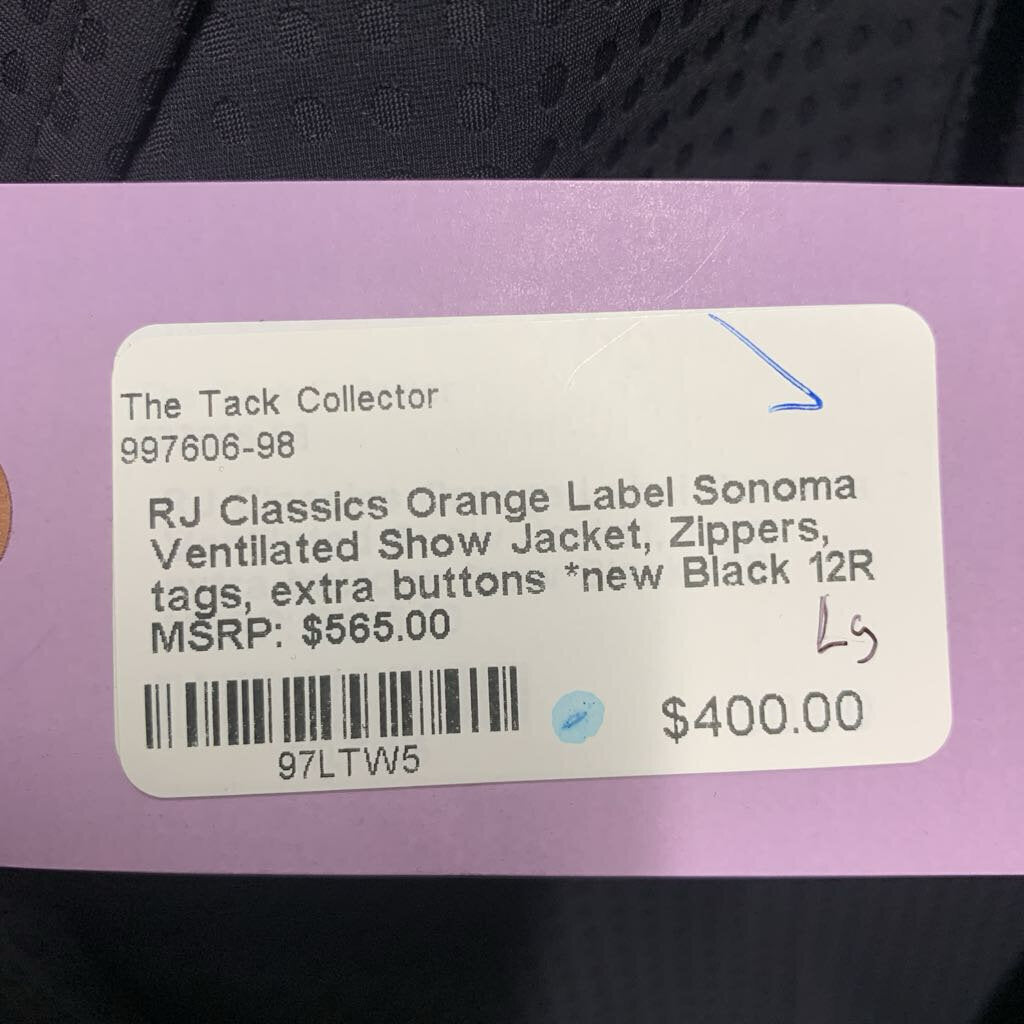 The Tack Collector
997606-98
RJ Classics Orange Label Sonoma
Ventilated Show Jacket, Zippers,
tags, extra buttons *new Black 12R
MSRP: $565.00
Lg
$400.00
97LTW5